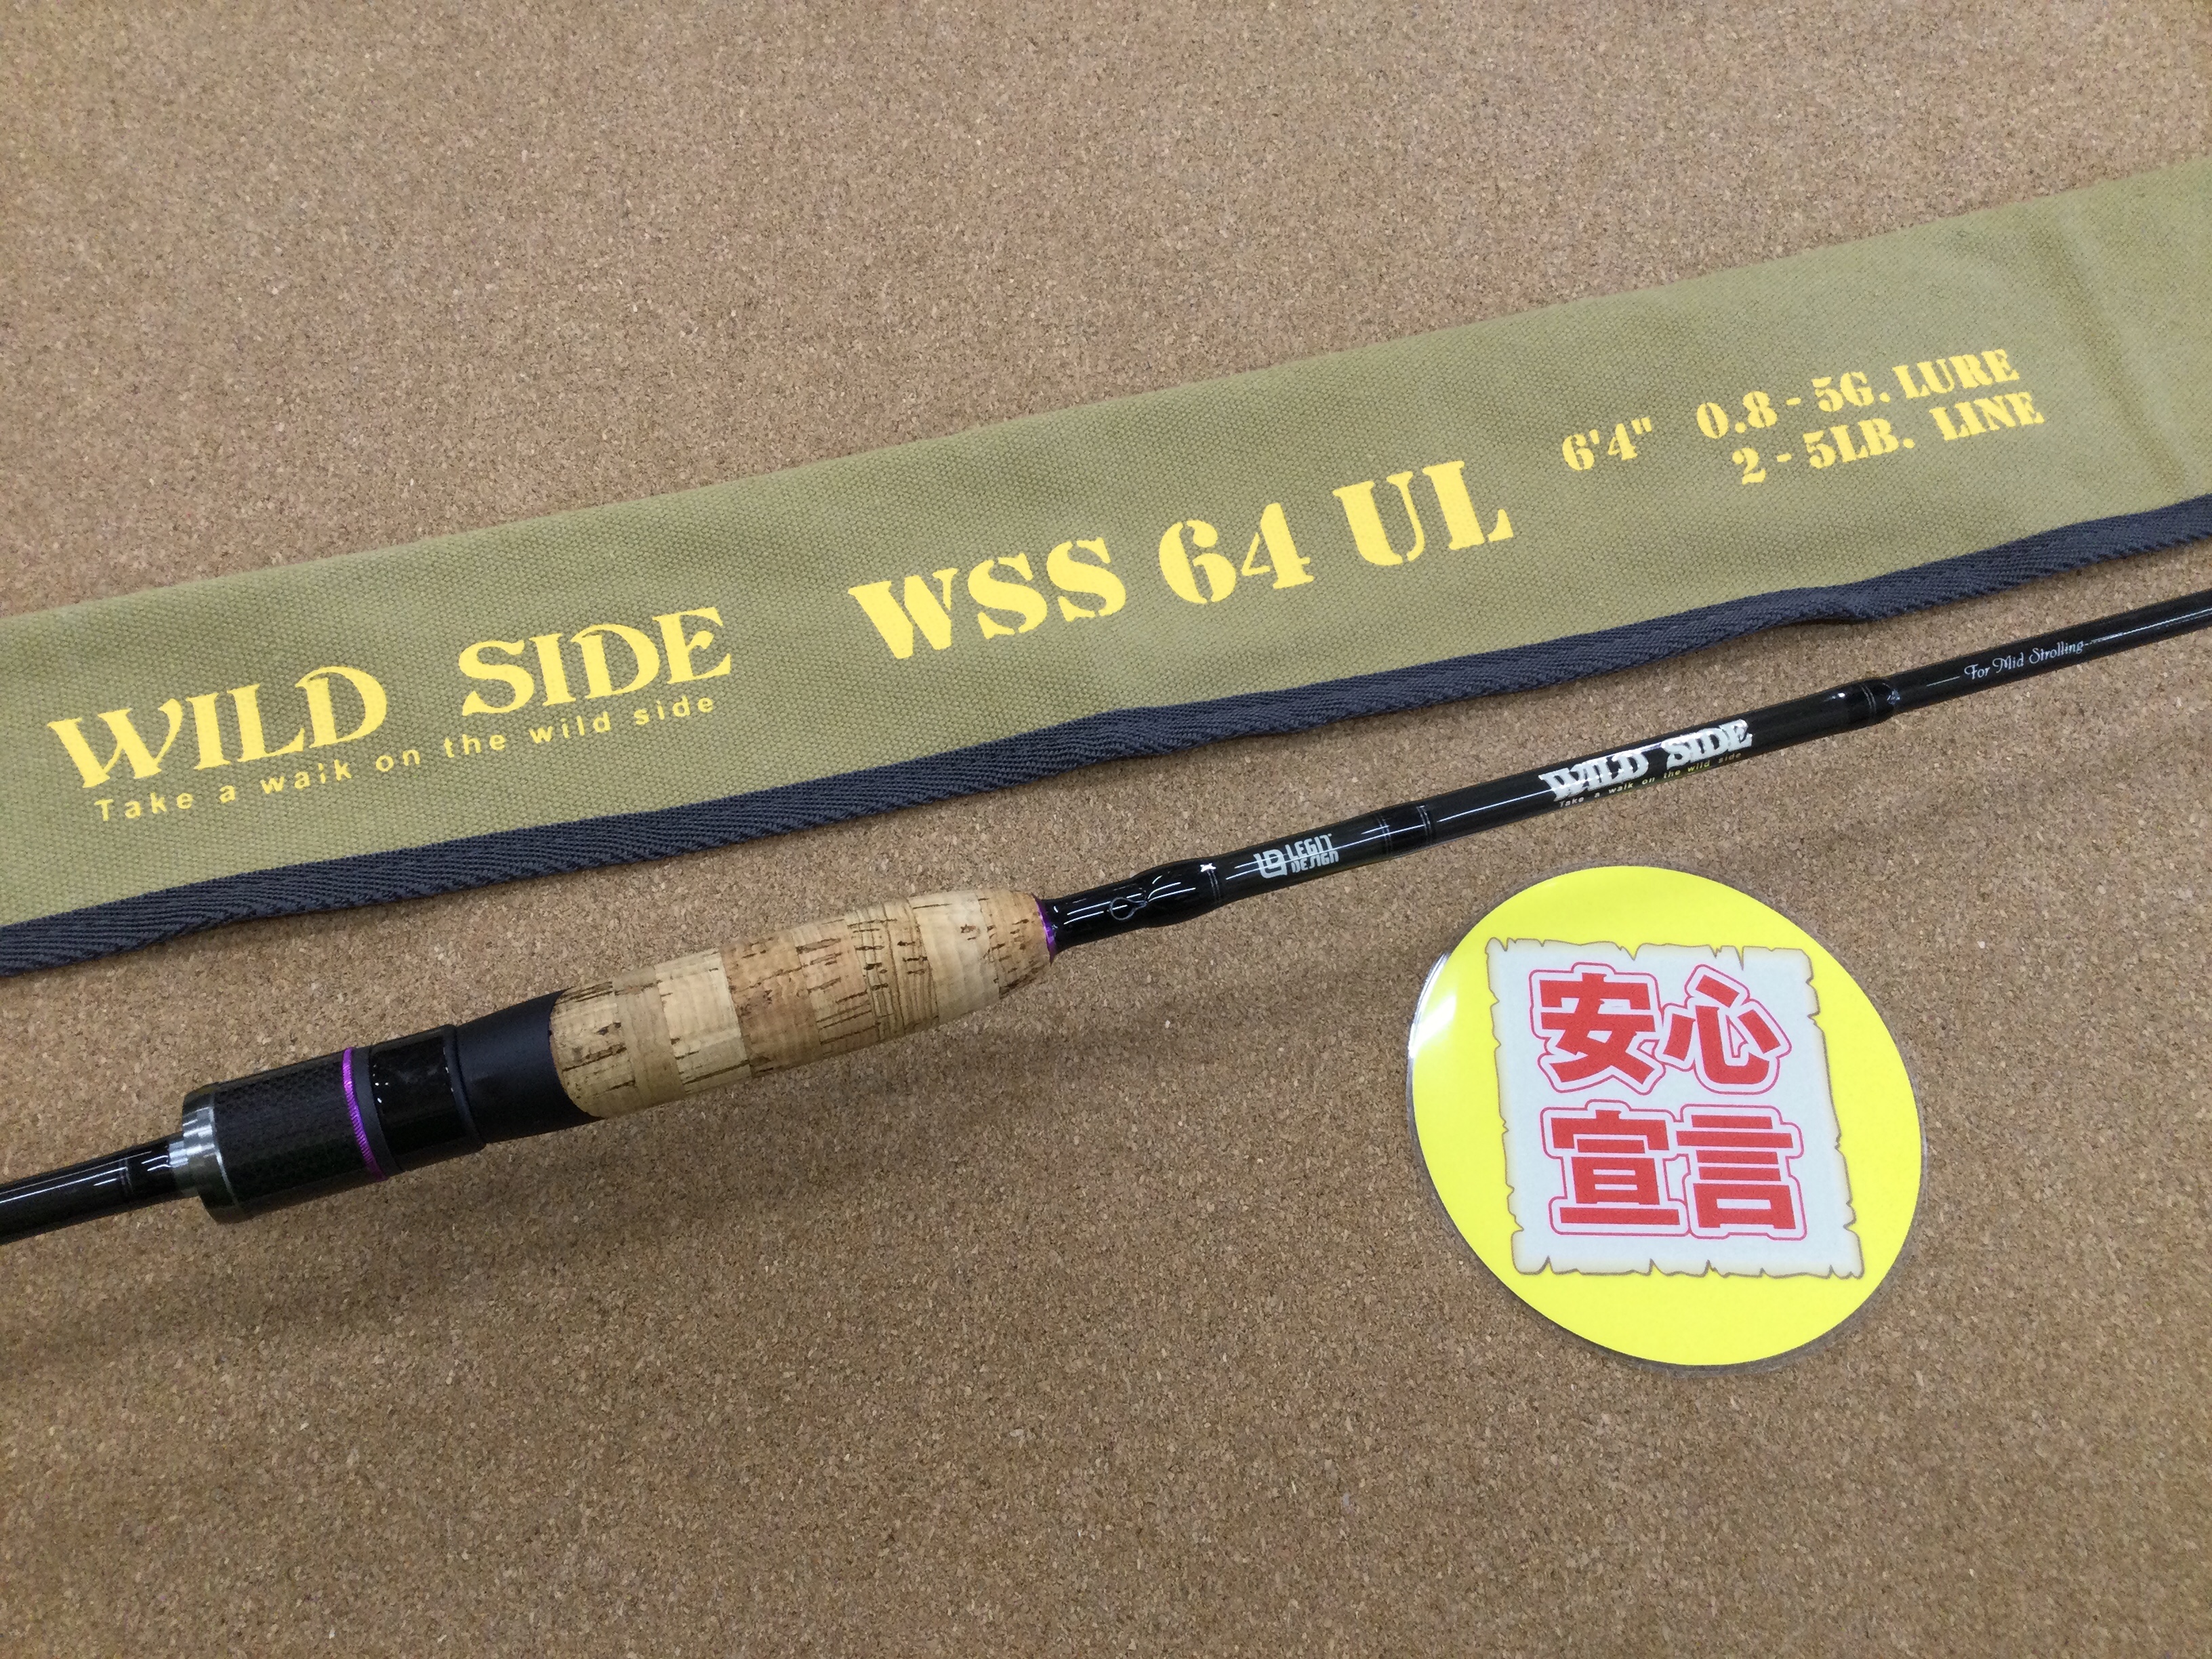 WILD SIDE
Take a walk on the wild side
WSS 64 UL
6'4" 0.8 - 5G. LURE
2 - 5LB. LINE
For Mid Strolling
WILD SIDE
Take a walk on the wild side
LEGIT
DESIGN
安心
宣言